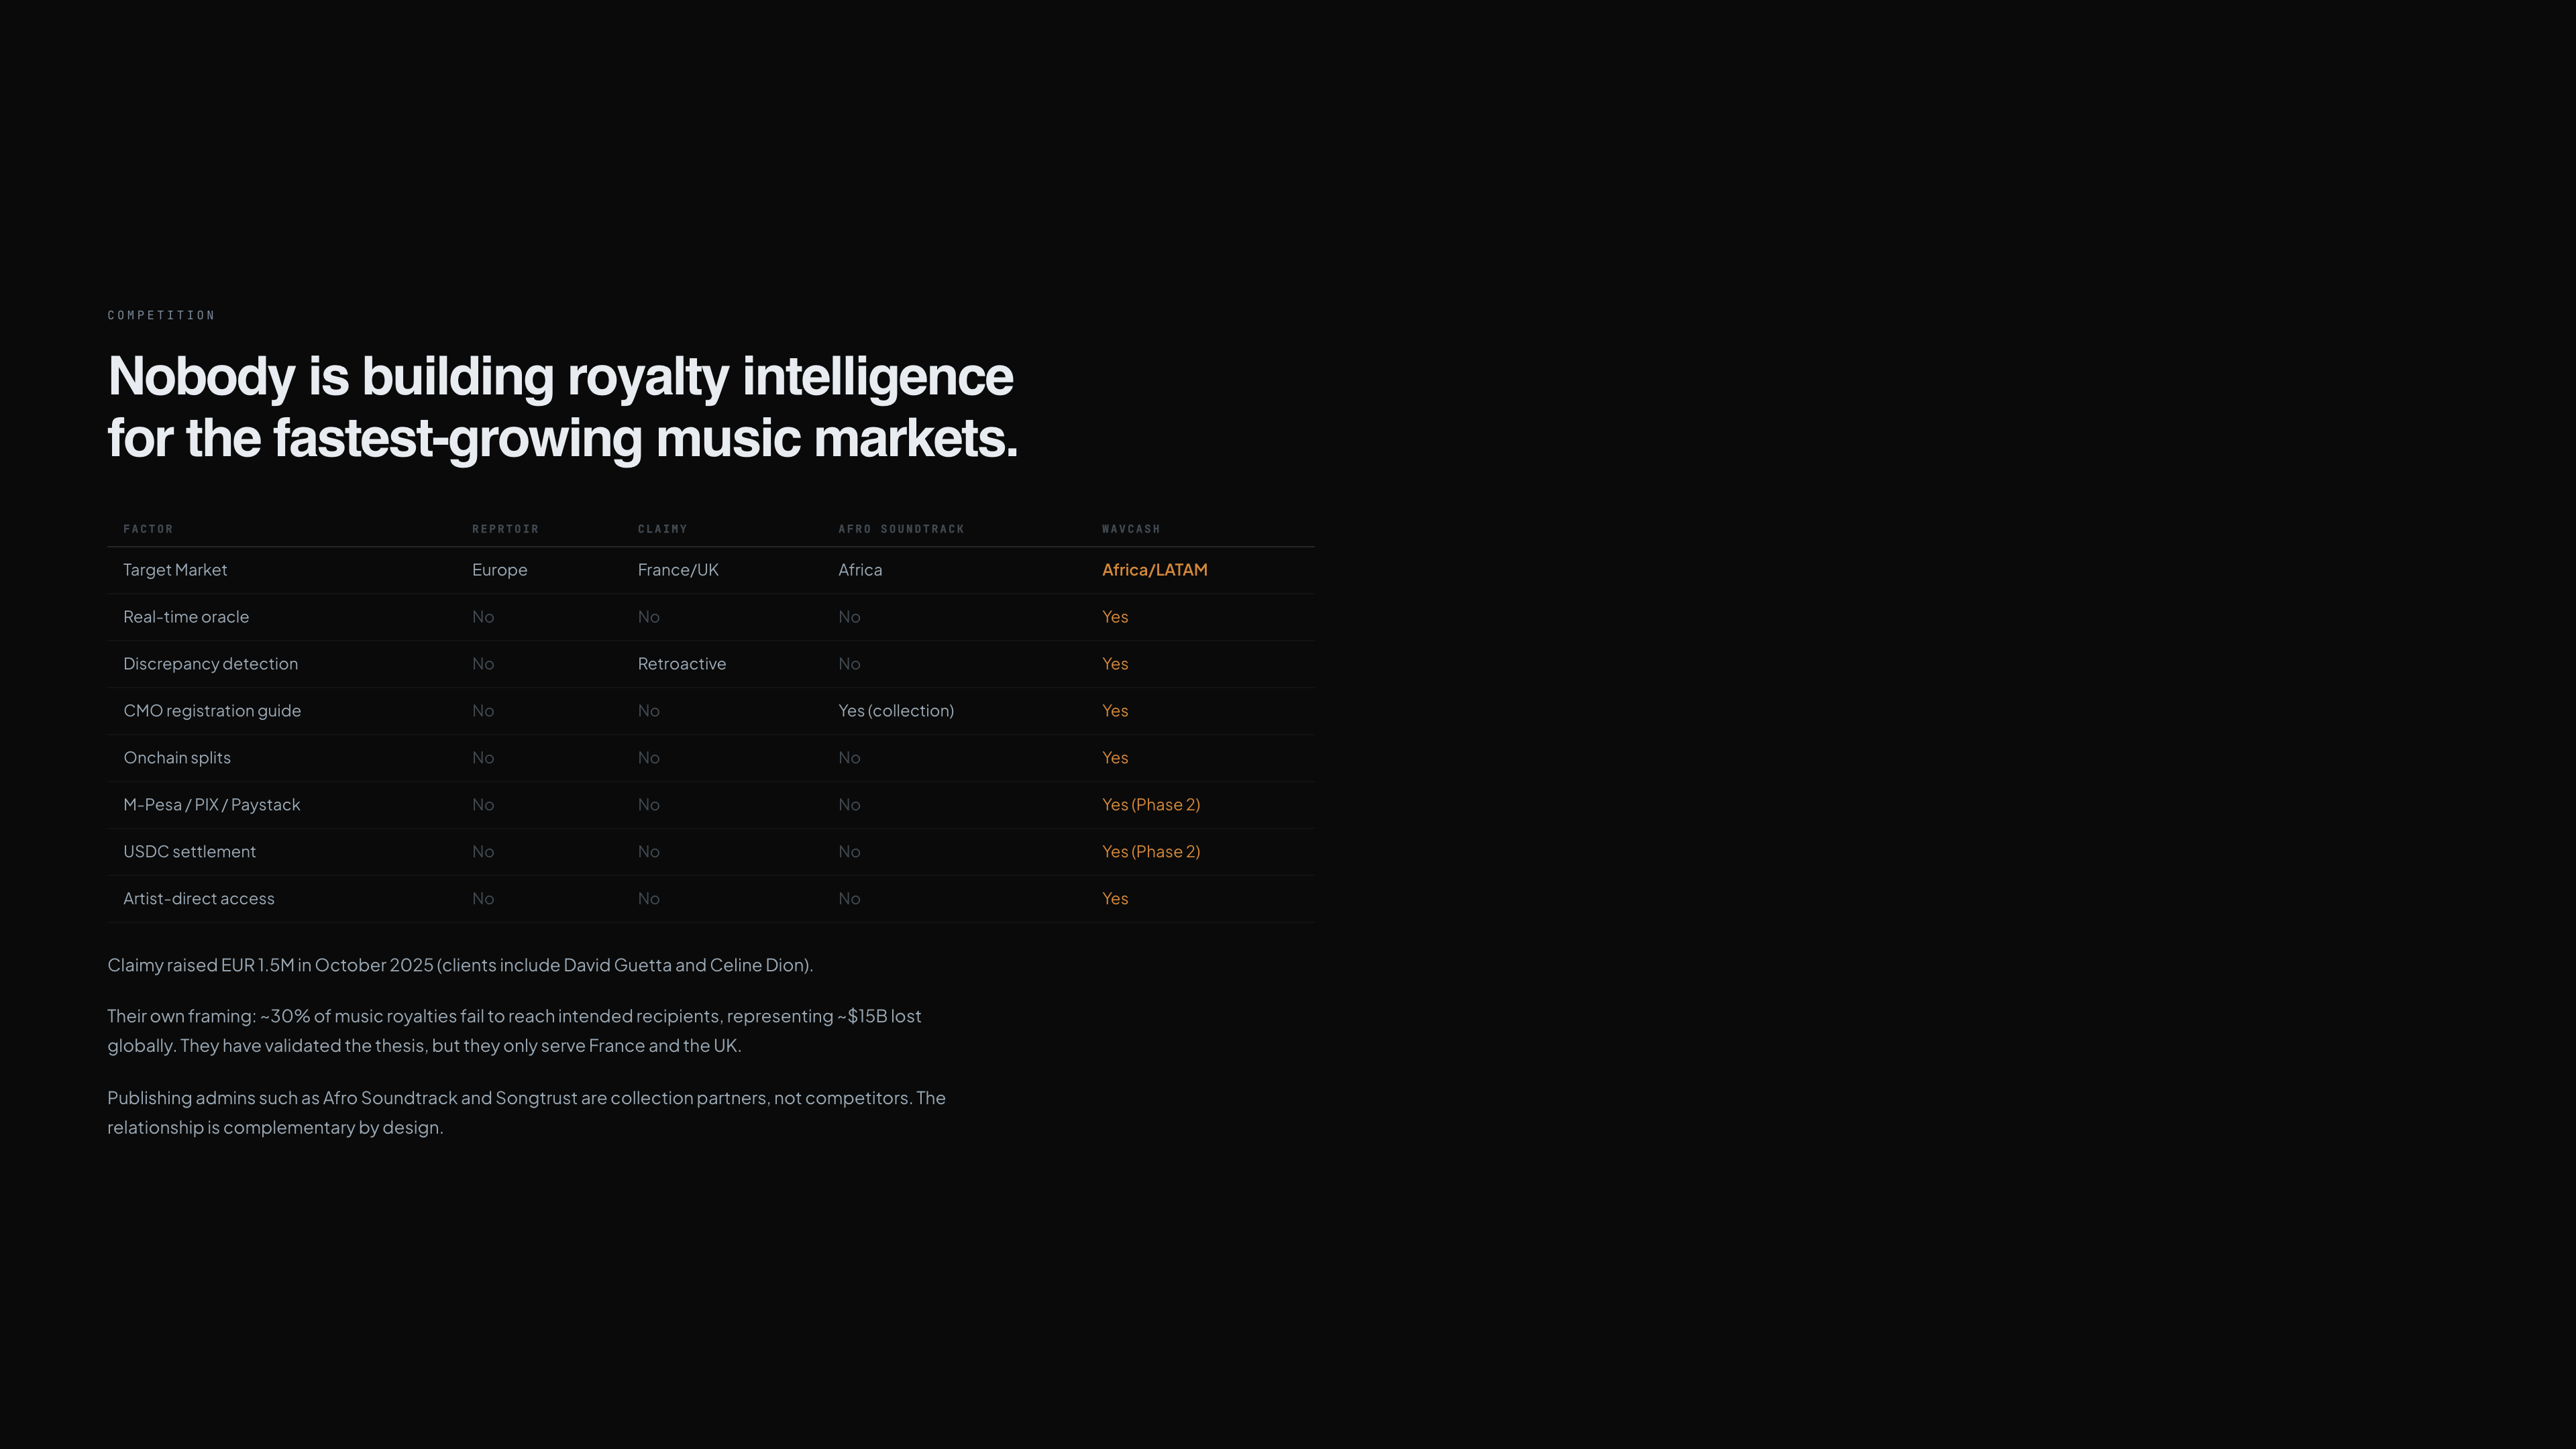 COMPETITION
Nobody is building royalty intelligence
for the fastest-growing music markets.
FACTOR REPRTOIR CLAIMY AFRO SOUNDTRACK WAVCASH
Target Market Europe France/UK Africa Africa/LATAM
Real-time oracle No No No Yes
Discrepancy detection No Retroactive No Yes
CMO registration guide No No Yes (collection) Yes
Onchain splits No No No Yes
M-Pesa / PIX / Paystack No No No Yes (Phase 2)
USDC settlement No No No Yes (Phase 2)
Artist-direct access No No No Yes
Claimy raised EUR 1.5M in October 2025 (clients include David Guetta and Celine Dion).
Their own framing: ~30% of music royalties fail to reach intended recipients, representing ~$15B lost
globally. They have validated the thesis, but they only serve France and the UK.
Publishing admins such as Afro Soundtrack and Songtrust are collection partners, not competitors. The
relationship is complementary by design.